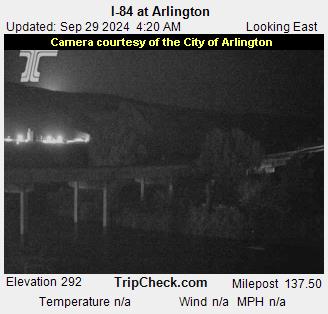 I-84 at Arlington
Updated: Sep 29 2024 4:20 AM Looking East
Camera courtesy of the City of Arlington
Elevation 292 TripCheck.com Milepost 137.50
Temperature n/a Wind n/a MPH n/a